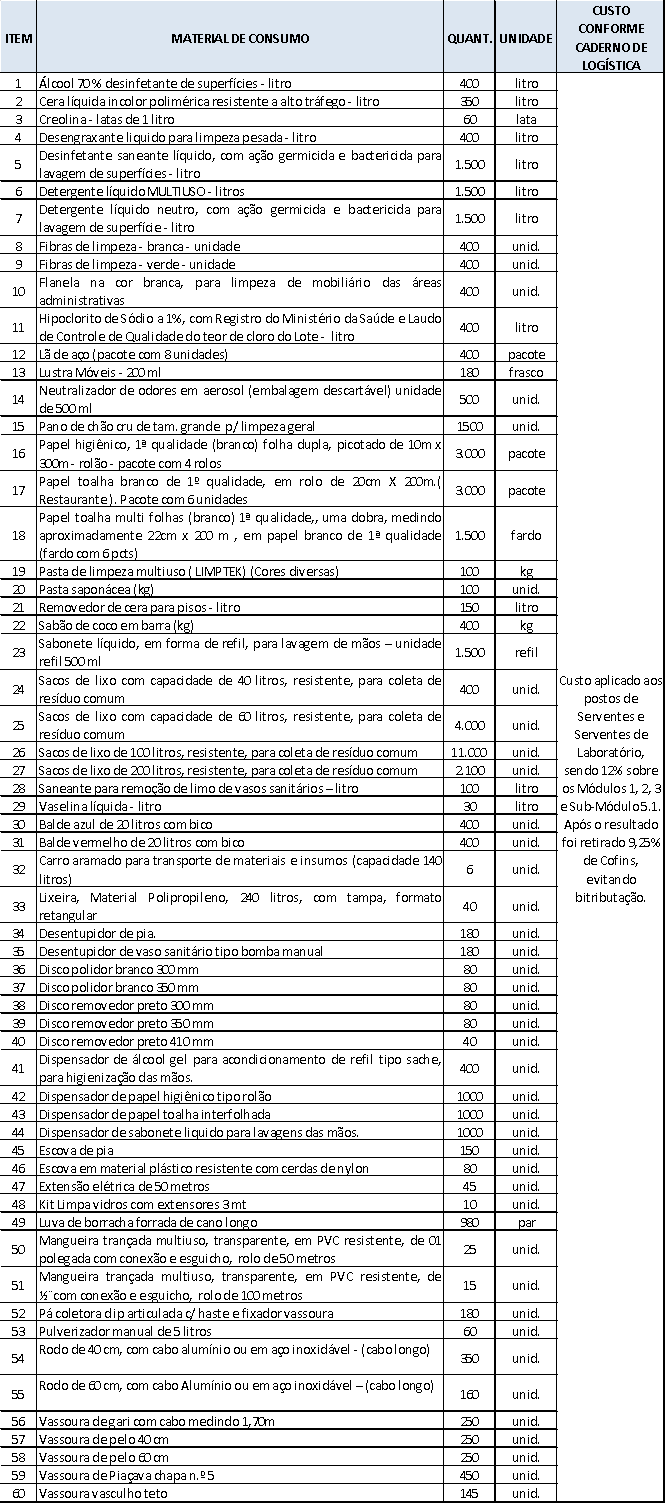 ITEM MATERIAL DE CONSUMO QUANT. UNIDADE CUSTO CONFORME CADERNO DE LOGÍSTICA
1 Álcool 70% desinfetante de superfícies - litro 400 litro
2 Cera líquida incolor polimérica resistente a alto tráfego - litro 350 litro
3 Creolina - latas de 1 litro 60 lata
4 Desengraxante liquido para limpeza pesada - litro 400 litro
5 Desinfetante saneante líquido, com ação germicida e bactericida para
lavagem de superfícies - litro 1.500 litro
6 Detergente líquido MULTIUSO - litros 1.500 litro
7 Detergente líquido neutro, com ação germicida e bactericida para
lavagem de superfície - litro 1.500 litro
8 Fibras de limpeza - branca - unidade 400 unid.
9 Fibras de limpeza - verde - unidade 400 unid.
10 Flanela na cor branca, para limpeza de mobiliário das áreas
administrativas 400 unid.
11 Hipoclorito de Sódio a 1%, com Registro do Ministério da Saúde e Laudo
de Controle de Qualidade do teor de cloro do Lote - litro 400 litro
12 Lã de aço (pacote com 8 unidades) 400 pacote
13 Lustra Móveis - 200 ml 180 frasco
14 Neutralizador de odores em aerosol (embalagem descartável) unidade
de 500 ml 500 unid.
15 Pano de chão cru de tam. grande p/ limpeza geral 1500 unid.
16 Papel higiênico, 1ª qualidade (branco) folha dupla, picotado de 10m x
300m - rolão - pacote com 4 rolos 3.000 pacote
17 Papel toalha branco de 1º qualidade, em rolo de 20cm X 200m.(
Restaurante). Pacote com 6 unidades 3.000 pacote
18 Papel toalha multi folhas (branco) 1ª qualidade,, uma dobra, medindo
aproximadamente 22cm x 200 m , em papel branco de 1ª qualidade
(fardo com 6 pcts) 1.500 fardo
19 Pasta de limpeza multiuso ( LIMPTEK) (Cores diversas) 100 kg
20 Pasta saponácea (kg) 100 unid.
21 Removedor de cera para pisos - litro 150 litro
22 Sabão de coco em barra (kg) 400 kg
23 Sabonete líquido, em forma de refil, para lavagem de mãos – unidade
refil 500 ml 1.500 refil
24 Sacos de lixo com capacidade de 40 litros, resistente, para coleta de
resíduo comum 400 unid.
25 Sacos de lixo com capacidade de 60 litros, resistente, para coleta de
resíduo comum 4.000 unid.
26 Sacos de lixo de 100 litros, resistente, para coleta de resíduo comum 11.000 unid.
27 Sacos de lixo de 200 litros, resistente, para coleta de resíduo comum 2.100 unid.
28 Saneante para remoção de limo de vasos sanitários – litro 100 litro
29 Vaselina líquida - litro 30 litro
30 Balde azul de 20 litros com bico 400 unid.
31 Balde vermelho de 20 litros com bico 400 unid.
32 Carro aramado para transporte de materiais e insumos (capacidade 140
litros) 6 unid.
33 Lixeira, Material Polipropileno, 240 litros, com tampa, formato
retangular 40 unid.
34 Desentupidor de pia. 180 unid.
35 Desentupidor de vaso sanitário tipo bomba manual 180 unid.
36 Disco polidor branco 300 mm 80 unid.
37 Disco polidor branco 350 mm 80 unid.
38 Disco removedor preto 300 mm 80 unid.
39 Disco removedor preto 350 mm 80 unid.
40 Disco removedor preto 410 mm 40 unid.
41 Dispensador de álcool gel para acondicionamento de refil tipo sache,
para higienização das mãos. 400 unid.
42 Dispensador de papel higiênico tipo rolão 1000 unid.
43 Dispensador de papel toalha interfolhada 1000 unid.
44 Dispensador de sabonete liquido para lavagens das mãos. 1000 unid.
45 Escova de pia 150 unid.
46 Escova em material plástico resistente com cerdas de nylon 80 unid.
47 Extensão elétrica de 50 metros 45 unid.
48 Kit Limpa vidros com extensores 3 mt 10 unid.
49 Luva de borracha forrada de cano longo 980 par
50 Mangueira trançada multiuso, transparente, em PVC resistente, de 01
polegada com conexão e esguicho, rolo de 50 metros 25 unid.
51 Mangueira trançada multiuso, transparente, em PVC resistente, de
½¨ com conexão e esguicho, rolo de 100 metros 15 unid.
52 Pá coletora clip articulada c/ haste e fixador vassoura 180 unid.
53 Pulverizador manual de 5 litros 60 unid.
54 Rodo de 40 cm, com cabo alumínio ou em aço inoxidável - (cabo longo) 350 unid.
55 Rodo de 60 cm, com cabo Alumínio ou em aço inoxidável – (cabo longo) 160 unid.
56 Vassoura de gari com cabo medindo 1,70m 250 unid.
57 Vassoura de pelo 40 cm 250 unid.
58 Vassoura de pelo 60 cm 250 unid.
59 Vassoura de Piaçava chapa n.º 5 450 unid.
60 Vassoura vasculho teto 145 unid.
Custo aplicado aos
postos de
Serventes e
Serventes de
Laboratório,
sendo 12% sobre
os Módulos 1, 2, 3
e Sub-Módulo 5.1.
Após o resultado
foi retirado 9,25%
de Cofins,
evitando
bitributação.